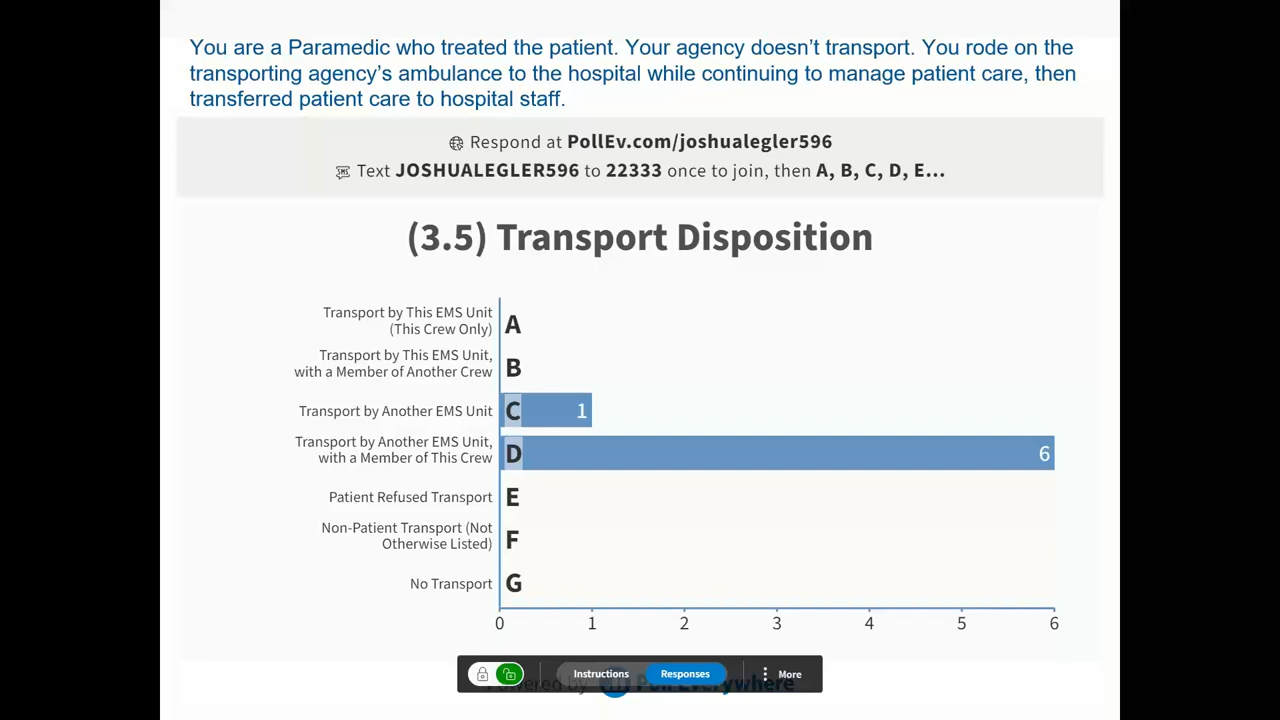 You are a Paramedic who treated the patient. Your agency doesn’t transport. You rode on the
transporting agency’s ambulance to the hospital while continuing to manage patient care, then
transferred patient care to hospital staff.
Respond at PollEv.com/joshualegler596
Text JOSHUALEGLER596 to 22333 once to join, then A, B, C, D, E...
(3.5) Transport Disposition
Transport by This EMS Unit
(This Crew Only)
A
Transport by This EMS Unit,
with a Member of Another Crew
B
Transport by Another EMS Unit
C
1
Transport by Another EMS Unit,
with a Member of This Crew
D
6
Patient Refused Transport
E
Non-Patient Transport (Not
Otherwise Listed)
F
No Transport
G
0 1 2 3 4 5 6
Instructions
Responses
More
Powered by Poll Everywhere